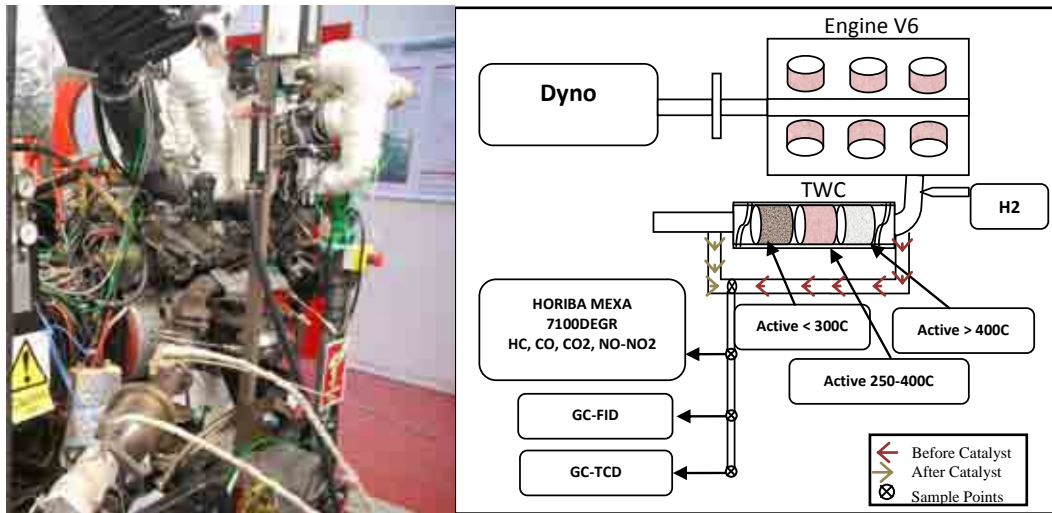 Engine V6
Dyno
TWC
H2
HORIBA MEXA
7100DEGR
HC, CO, CO2, NO-NO2
Active < 300C
Active > 400C
Active 250-400C
GC-FID
GC-TCD
Before Catalyst
After Catalyst
Sample Points